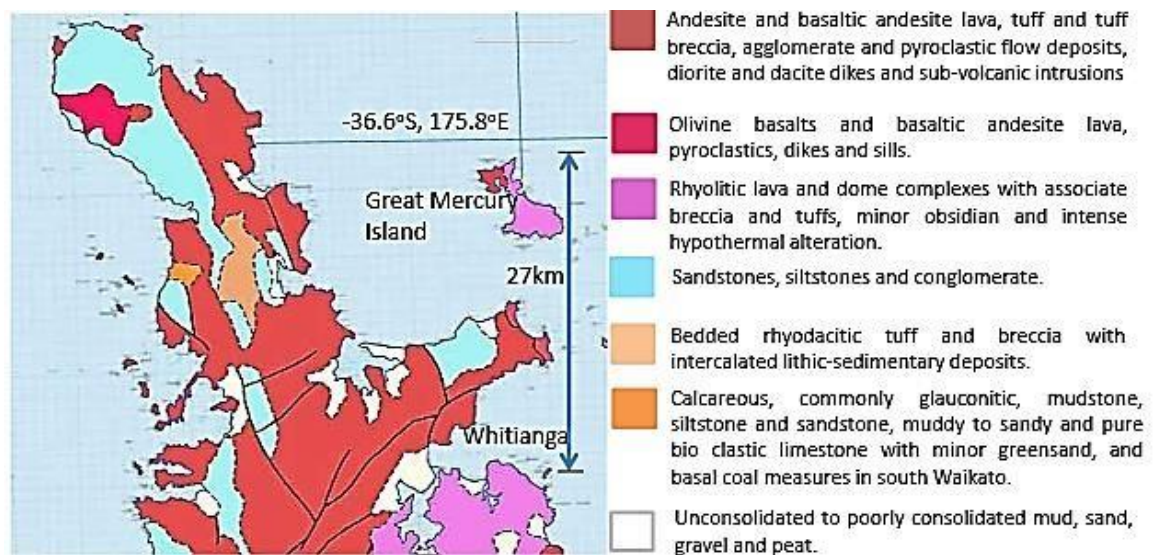 -36.6°S, 175.8°E
Great Mercury
Island
27km
Whitianga
Andesite and basaltic andesite lava, tuff and tuff
breccia, agglomerate and pyroclastic flow deposits,
diorite and dacite dikes and sub-volcanic intrusions
Olivine basalts and basaltic andesite lava,
pyroclastics, dikes and sills.
Rhyolitic lava and dome complexes with associate
breccia and tuffs, minor obsidian and intense
hypothermal alteration.
Sandstones, siltstones and conglomerate.
Bedded rhyodacitic tuff and breccia with
intercalated lithic-sedimentary deposits.
Calcareous, commonly glauconitic, mudstone,
siltstone and sandstone, muddy to sandy and pure
bio clastic limestone with minor greensand, and
basal coal measures in south Waikato.
Unconsolidated to poorly consolidated mud, sand,
gravel and peat.